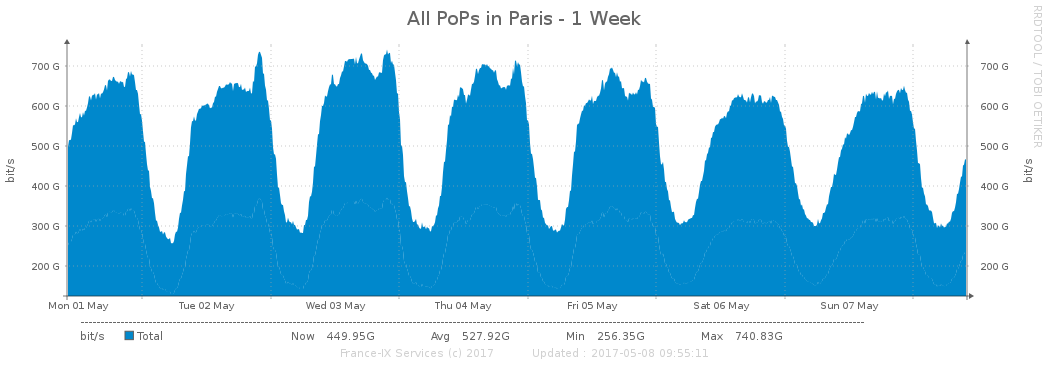 All PoPs in Paris - 1 Week
RRDTOOL / TOBI OETIKER
bit/s
700 G
600 G
500 G
400 G
300 G
200 G
700 G
600 G
500 G
400 G
300 G
200 G
bit/s
Mon 01 May Tue 02 May Wed 03 May Thu 04 May Fri 05 May Sat 06 May Sun 07 May
bit/s Total Now 449.95G Avg 527.92G Min 256.35G Max 740.83G
France-IX Services (c) 2017 Updated : 2017-05-08 09:55:11